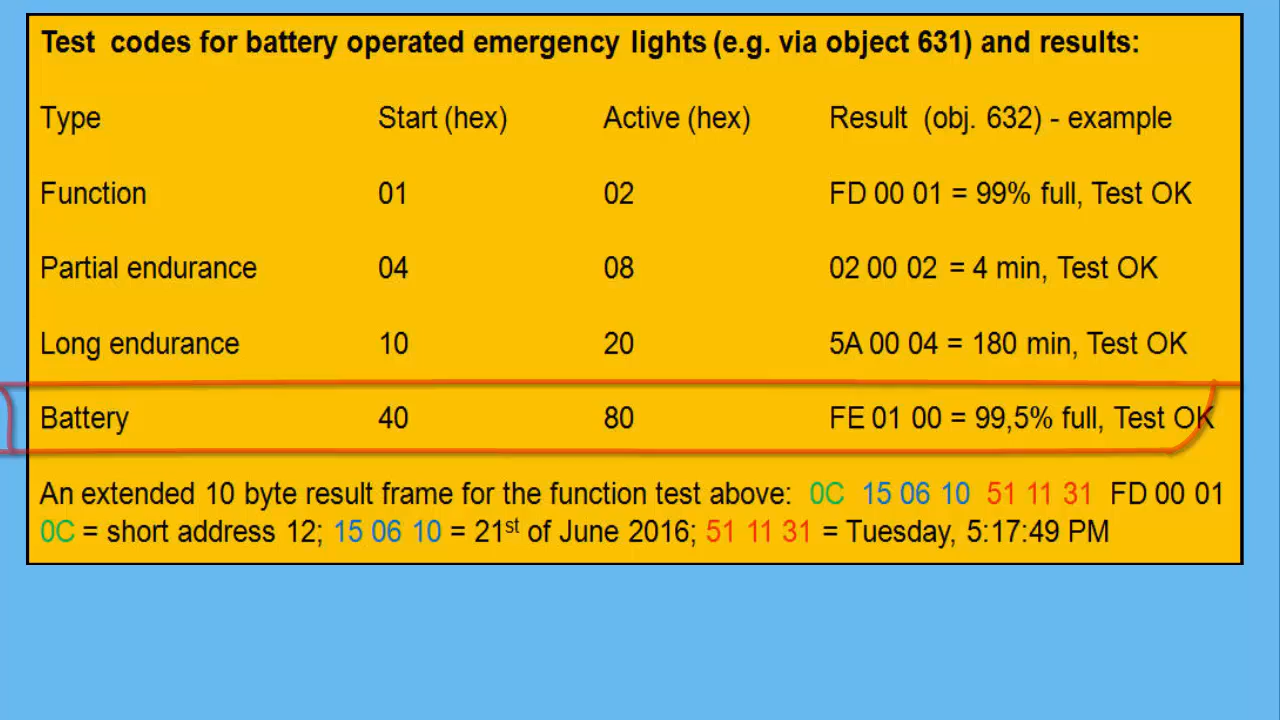 Test codes for battery operated emergency lights (e.g. via object 631) and results:
Type Start (hex) Active (hex) Result (obj. 632) - example
Function 01 02 FD 00 01 = 99% full, Test OK
Partial endurance 04 08 02 00 02 = 4 min, Test OK
Long endurance 10 20 5A 00 04 = 180 min, Test OK
Battery 40 80 FE 01 00 = 99,5% full, Test OK
An extended 10 byte result frame for the function test above: 0C 15 06 10 51 11 31 FD 00 01
0C = short address 12; 15 06 10 = 21st of June 2016; 51 11 31 = Tuesday, 5:17:49 PM